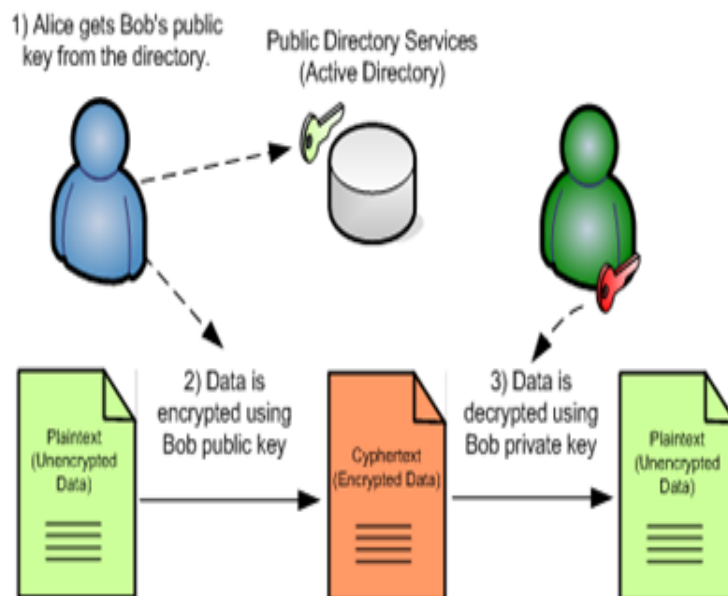 1) Alice gets Bob's public
key from the directory.
Public Directory Services
(Active Directory)
Plaintext
(Unencrypted
Data)
2) Data is
encrypted using
Bob public key
Cyphertext
(Encrypted Data)
3) Data is
decrypted using
Bob private key
Plaintext
(Unencrypted
Data)